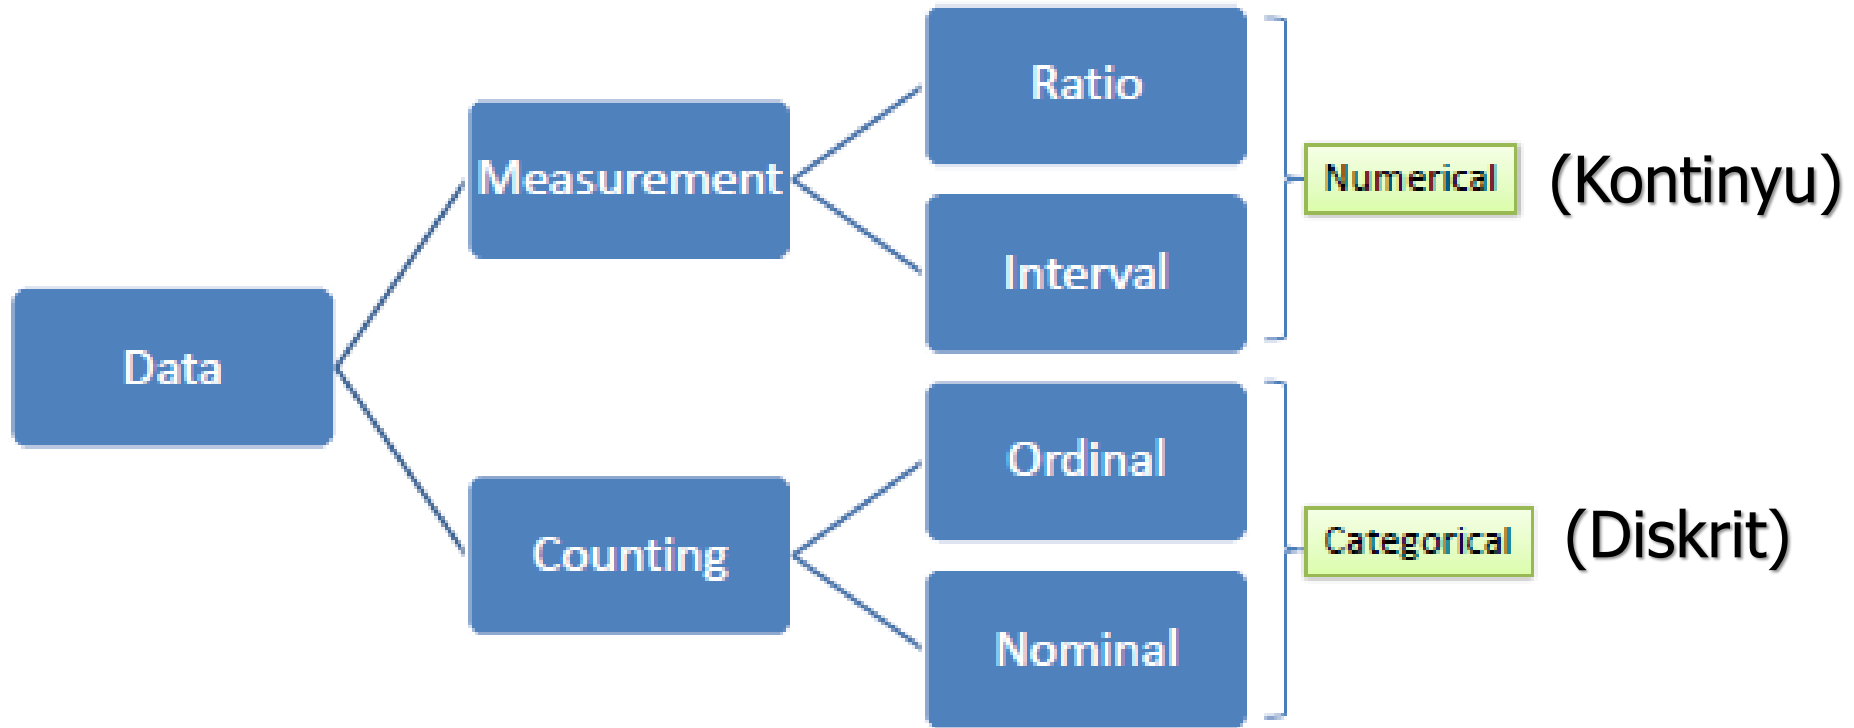 Data
Measurement
Counting
Ratio
Interval
Ordinal
Nominal
Numerical
(Kontinyu)
Categorical
(Diskrit)